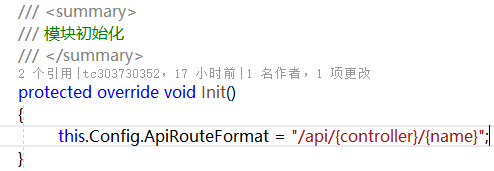 /// <summary>
/// 模块初始化
/// </summary>
2 个引用|tc303730352，17 小时前|1 名作者，1 项更改
protected override void Init()
{
this.Config.ApiRouteFormat = "/api/{controller}/{name}";
}